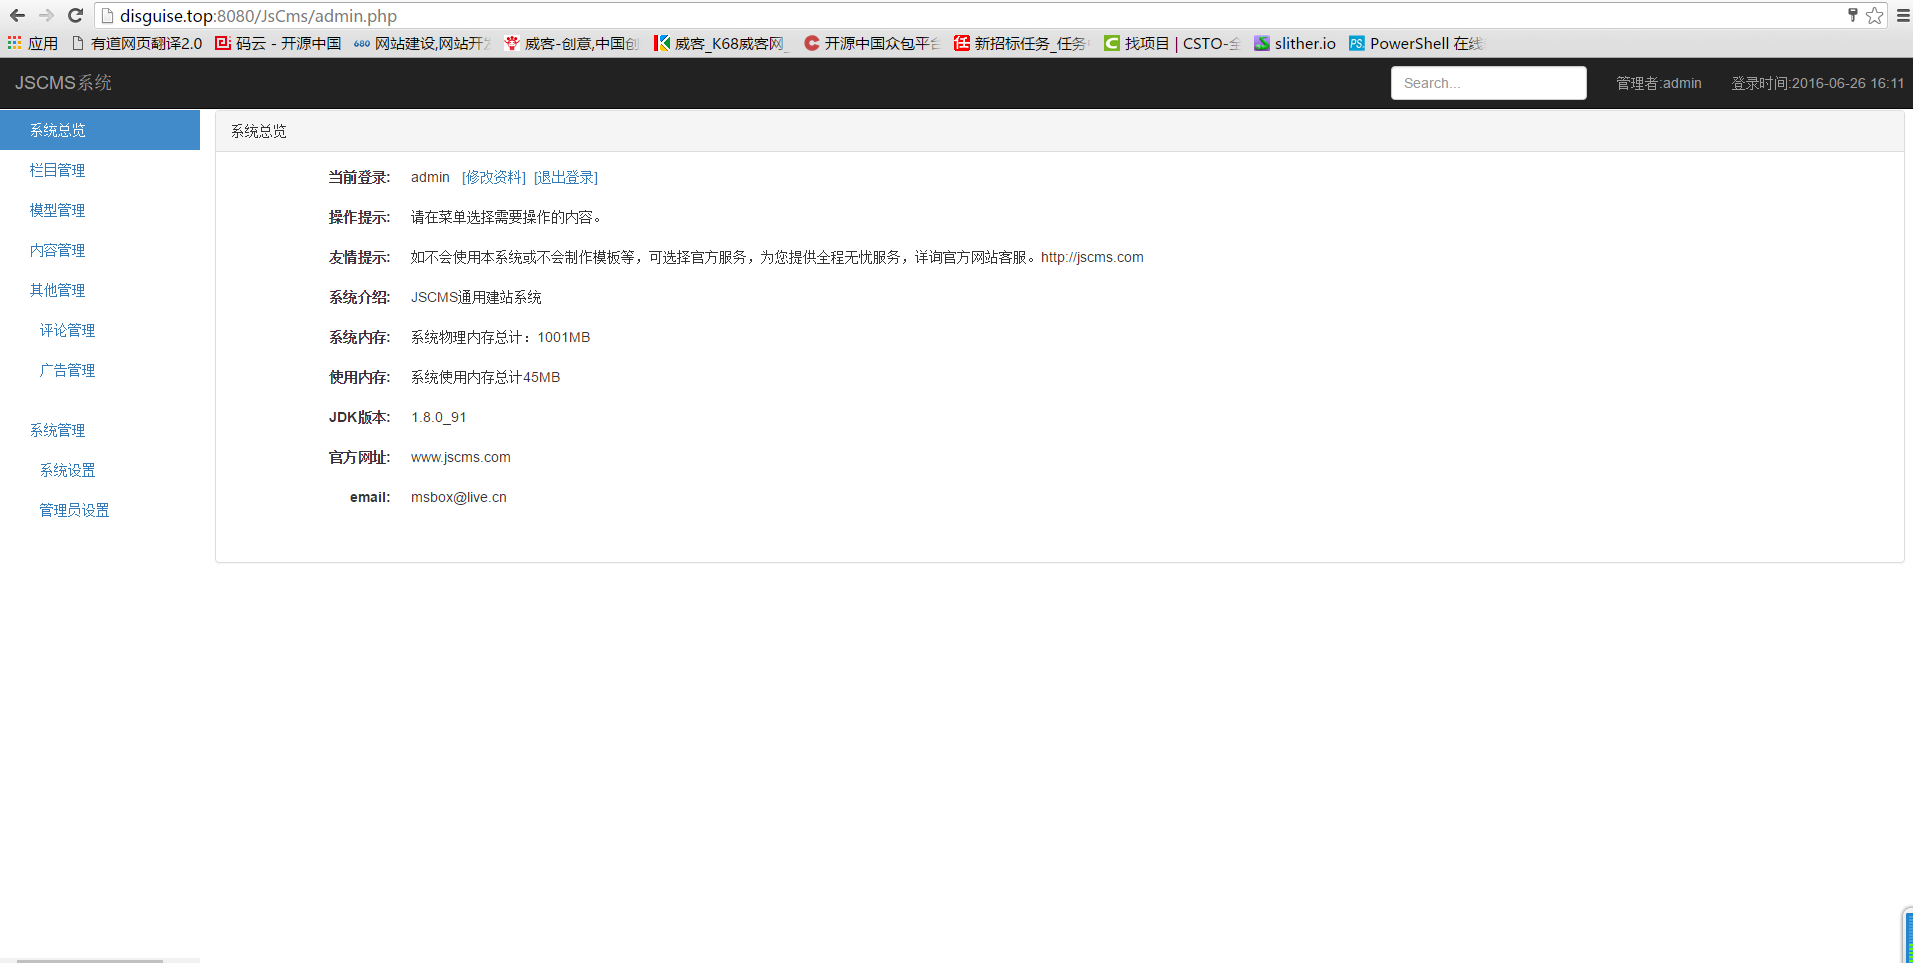 disguise.top:8080/JsCms/admin.php
应用 有道网页翻译2.0 码云 - 开源中国 680 网站建设,网站开发 威客-创意,中国创 威客_K68威客网_ 开源中国众包平台 新招标任务_任务 找项目 | CSTO-全 slither.io PS PowerShell 在线
JSCMS系统 Search... 管理者:admin 登录时间:2016-06-26 16:11
系统总览
栏目管理
模型管理
内容管理
其他管理
评论管理
广告管理
系统管理
系统设置
管理员设置
系统总览
当前登录: admin [修改资料] [退出登录]
操作提示: 请在菜单选择需要操作的内容。
友情提示: 如不会使用本系统或不会制作模板等，可选择官方服务，为您提供全程无忧服务，详询官方网站客服。http://jscms.com
系统介绍: JSCMS通用建站系统
系统内存: 系统物理内存总计：1001MB
使用内存: 系统使用内存总计45MB
JDK版本: 1.8.0_91
官方网址: www.jscms.com
email: msbox@live.cn